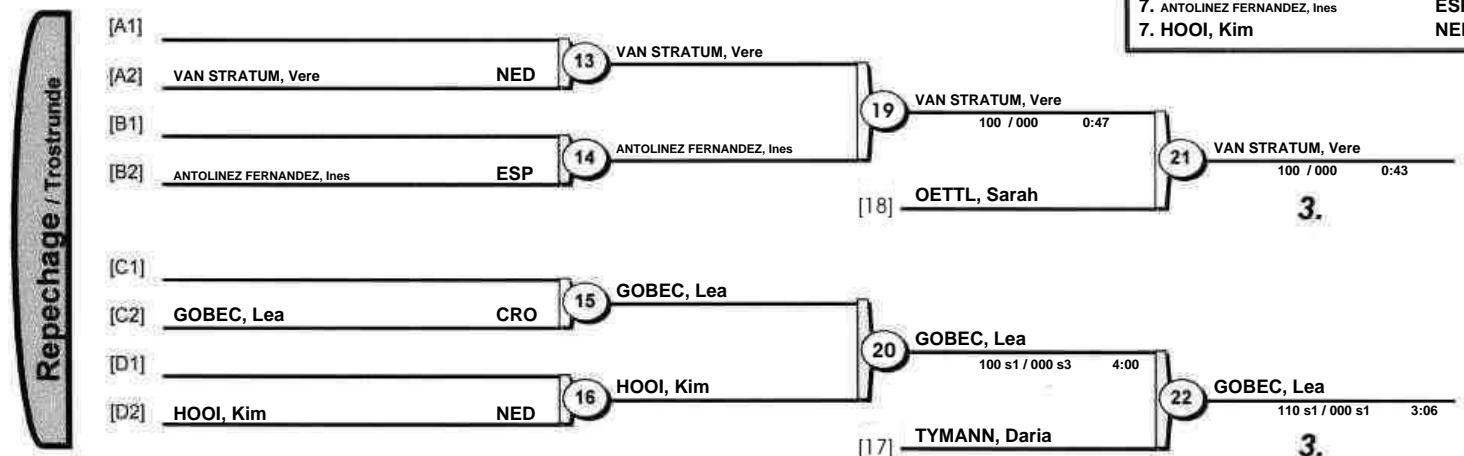 7. ANTOLINEZ FERNANDEZ, Ines
7. HOOI, Kim
Repechage / Trostrunde
[A1]
[A2] VAN STRATUM, Vere NED
13 VAN STRATUM, Vere
[B1]
[B2] ANTOLINEZ FERNANDEZ, Ines ESP
14 ANTOLINEZ FERNANDEZ, Ines
19 VAN STRATUM, Vere
100 / 000 0:47
[18] OETTL, Sarah
21 VAN STRATUM, Vere
100 / 000 0:43
3.
[C1]
[C2] GOBEC, Lea CRO
15 GOBEC, Lea
[D1]
[D2] HOOI, Kim NED
16 HOOI, Kim
20 GOBEC, Lea
100 s1 / 000 s3 4:00
[17] TYMANN, Daria
22 GOBEC, Lea
110 s1 / 000 s1 3:06
3.